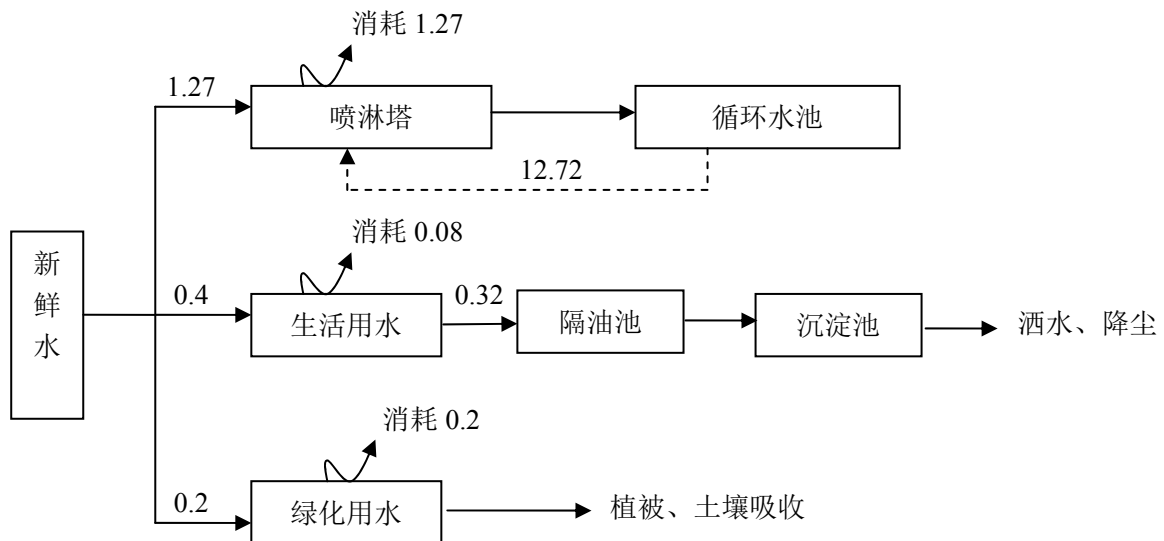 消耗 1.27
1.27
喷淋塔
循环水池
12.72
消耗 0.08
新鲜水
0.4
生活用水
0.32
隔油池
沉淀池
洒水、降尘
消耗 0.2
0.2
绿化用水
植被、土壤吸收